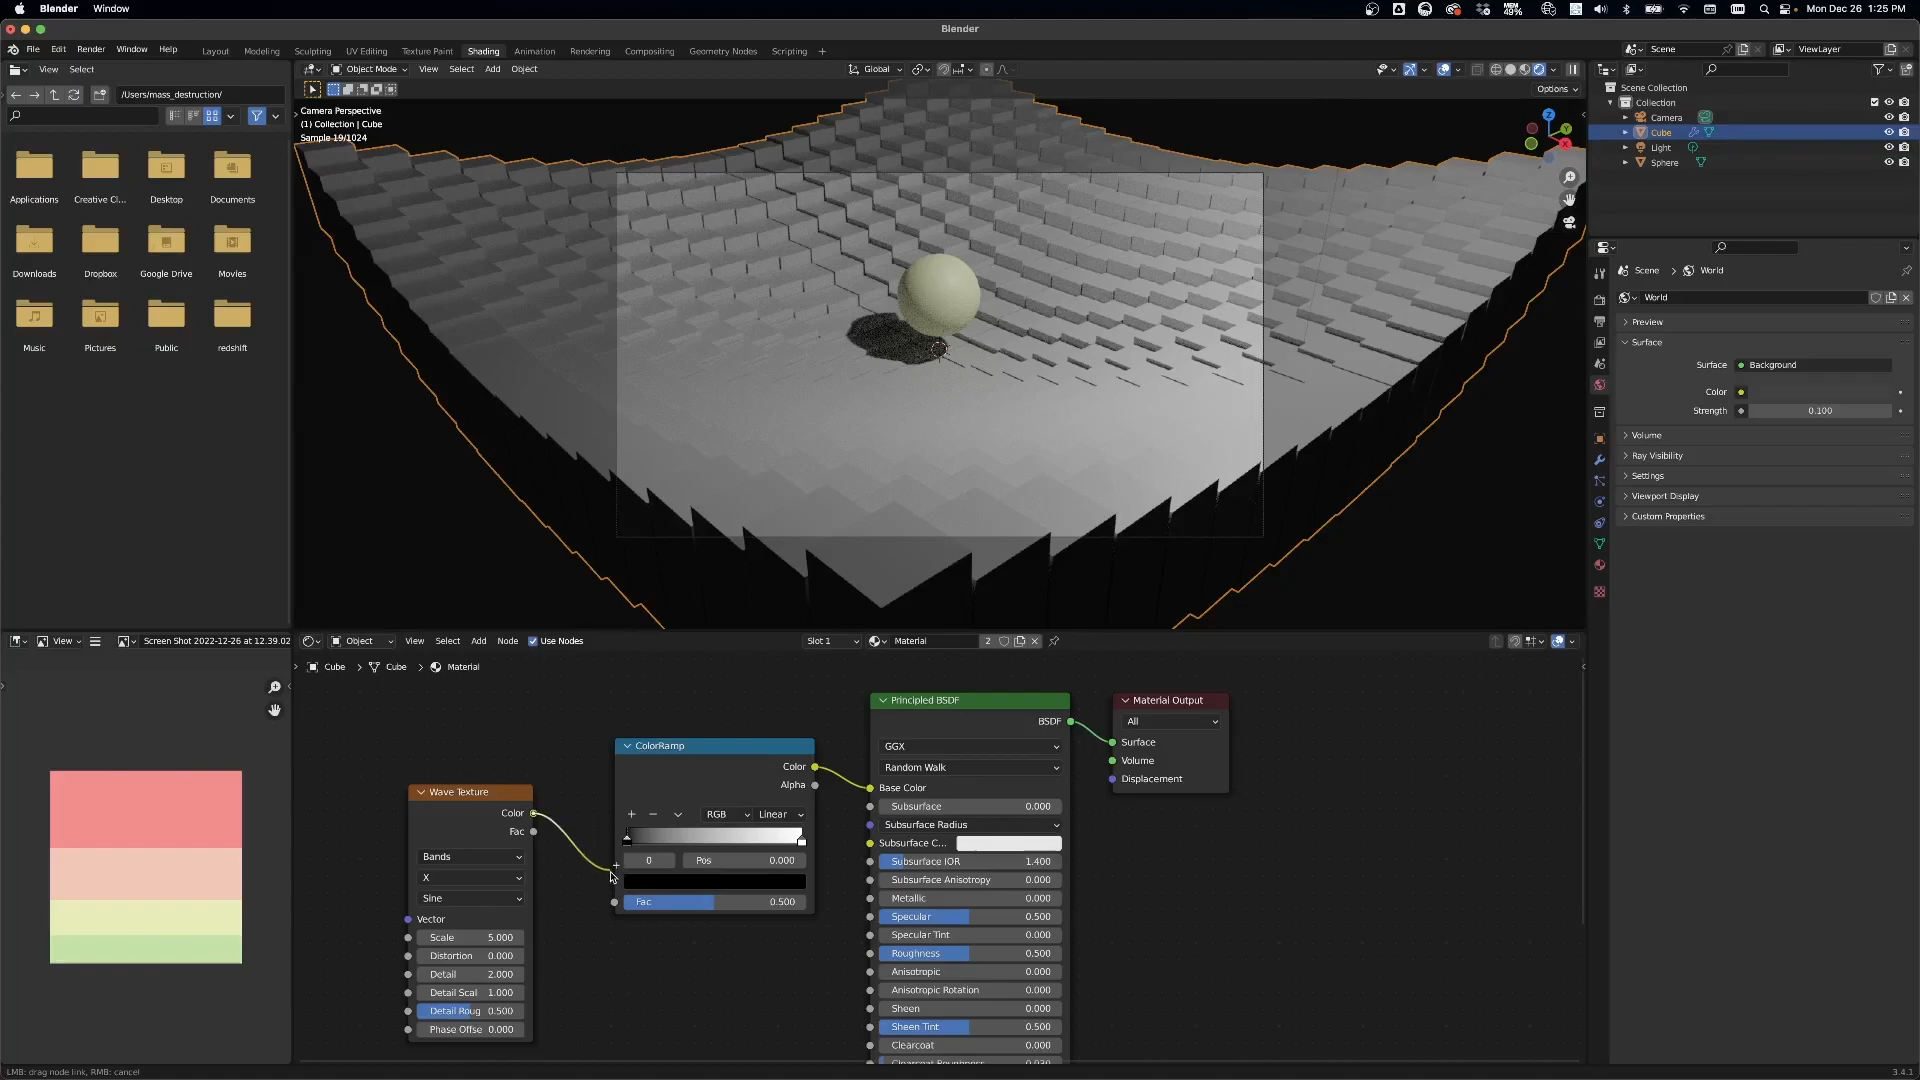 Blender Window MEM 49% Mon Dec 26 1:25 PM
Blender
File Edit Render Window Help Layout Modeling Sculpting UV Editing Texture Paint Shading Animation Rendering Compositing Geometry Nodes Scripting + Scene ViewLayer
View Select
Object Mode View Select Add Object Global
/Users/mass_destruction/
Options
Applications Creative Cl... Desktop Documents
Downloads Dropbox Google Drive Movies
Music Pictures Public redshift
Camera Perspective
(1) Collection | Cube
Sample 19/1024
Z
Y
X
Scene Collection
Collection
Camera
Cube
Light
Sphere
Scene > World
World
Preview
Surface
Surface Background
Color
Strength 0.100
Volume
Ray Visibility
Settings
Viewport Display
Custom Properties
View Screen Shot 2022-12-26 at 12.39.02
Object View Select Add Node Use Nodes Slot 1 Material 2
Cube > Cube > Material
Wave Texture
Color
Fac
Bands
X
Sine
Vector
Scale 5.000
Distortion 0.000
Detail 2.000
Detail Scal 1.000
Detail Roug 0.500
Phase Offse 0.000
ColorRamp
Color
Alpha
+ − RGB Linear
0 Pos 0.000
Fac 0.500
Principled BSDF
BSDF
GGX
Random Walk
Base Color
Subsurface 0.000
Subsurface Radius
Subsurface C...
Subsurface IOR 1.400
Subsurface Anisotropy 0.000
Metallic 0.000
Specular 0.500
Specular Tint 0.000
Roughness 0.500
Anisotropic 0.000
Anisotropic Rotation 0.000
Sheen 0.000
Sheen Tint 0.500
Clearcoat 0.000
Clearcoat Roughness 0.030
Material Output
All
Surface
Volume
Displacement
LMB: drag node link, RMB: cancel 3.4.1